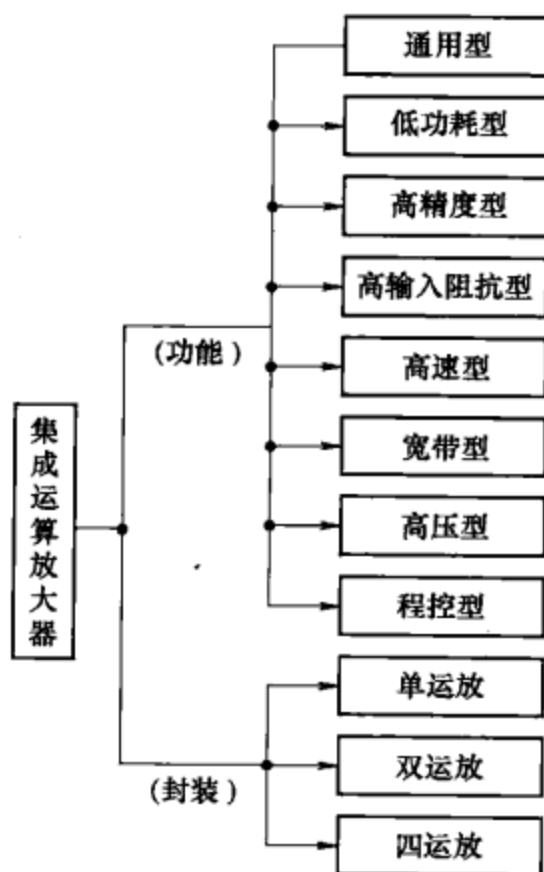 通用型
低功耗型
高精度型
高输入阻抗型
(功能)
高速型
集成运算放大器
宽带型
高压型
程控型
单运放
(封装)
双运放
四运放